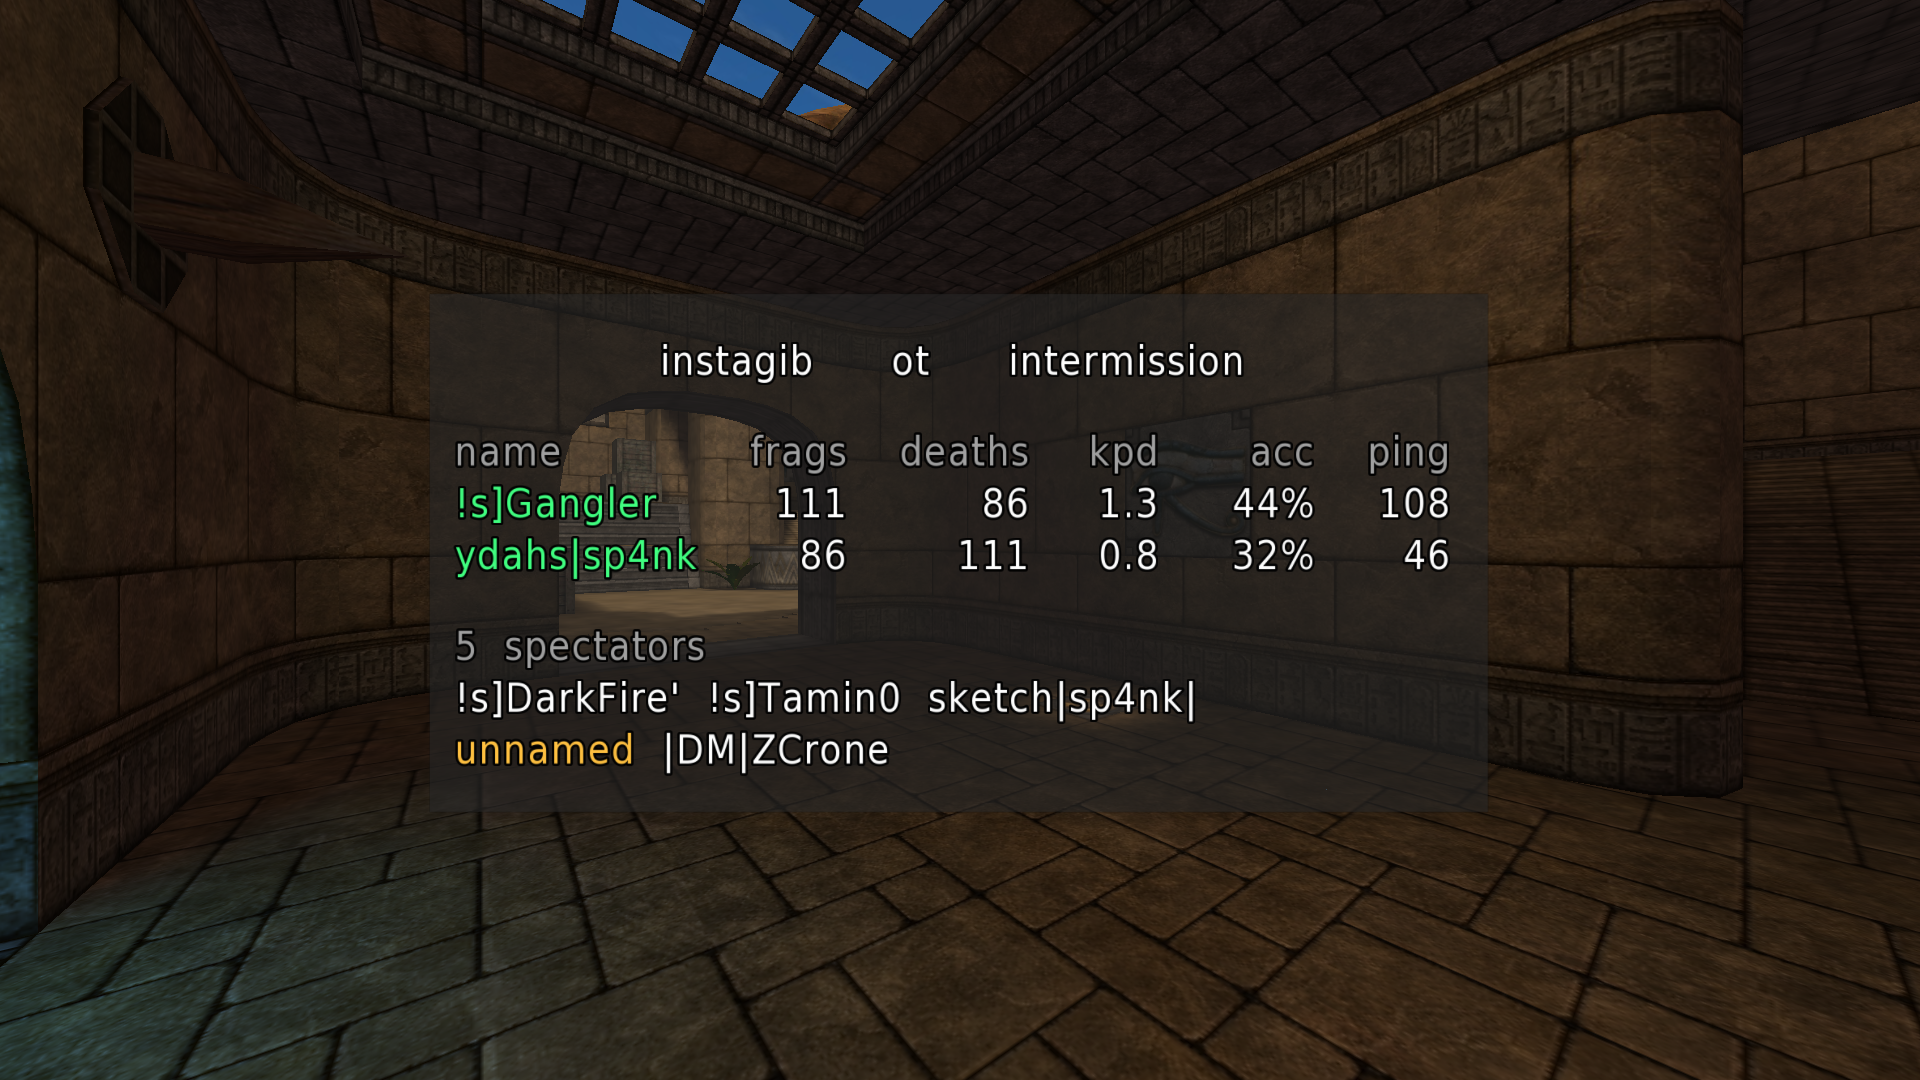 instagib ot intermission
name frags deaths kpd acc ping
!s]Gangler 111 86 1.3 44% 108
ydahs|sp4nk 86 111 0.8 32% 46
5 spectators
!s]DarkFire' !s]Tamin0 sketch|sp4nk|
unnamed |DM|ZCrone